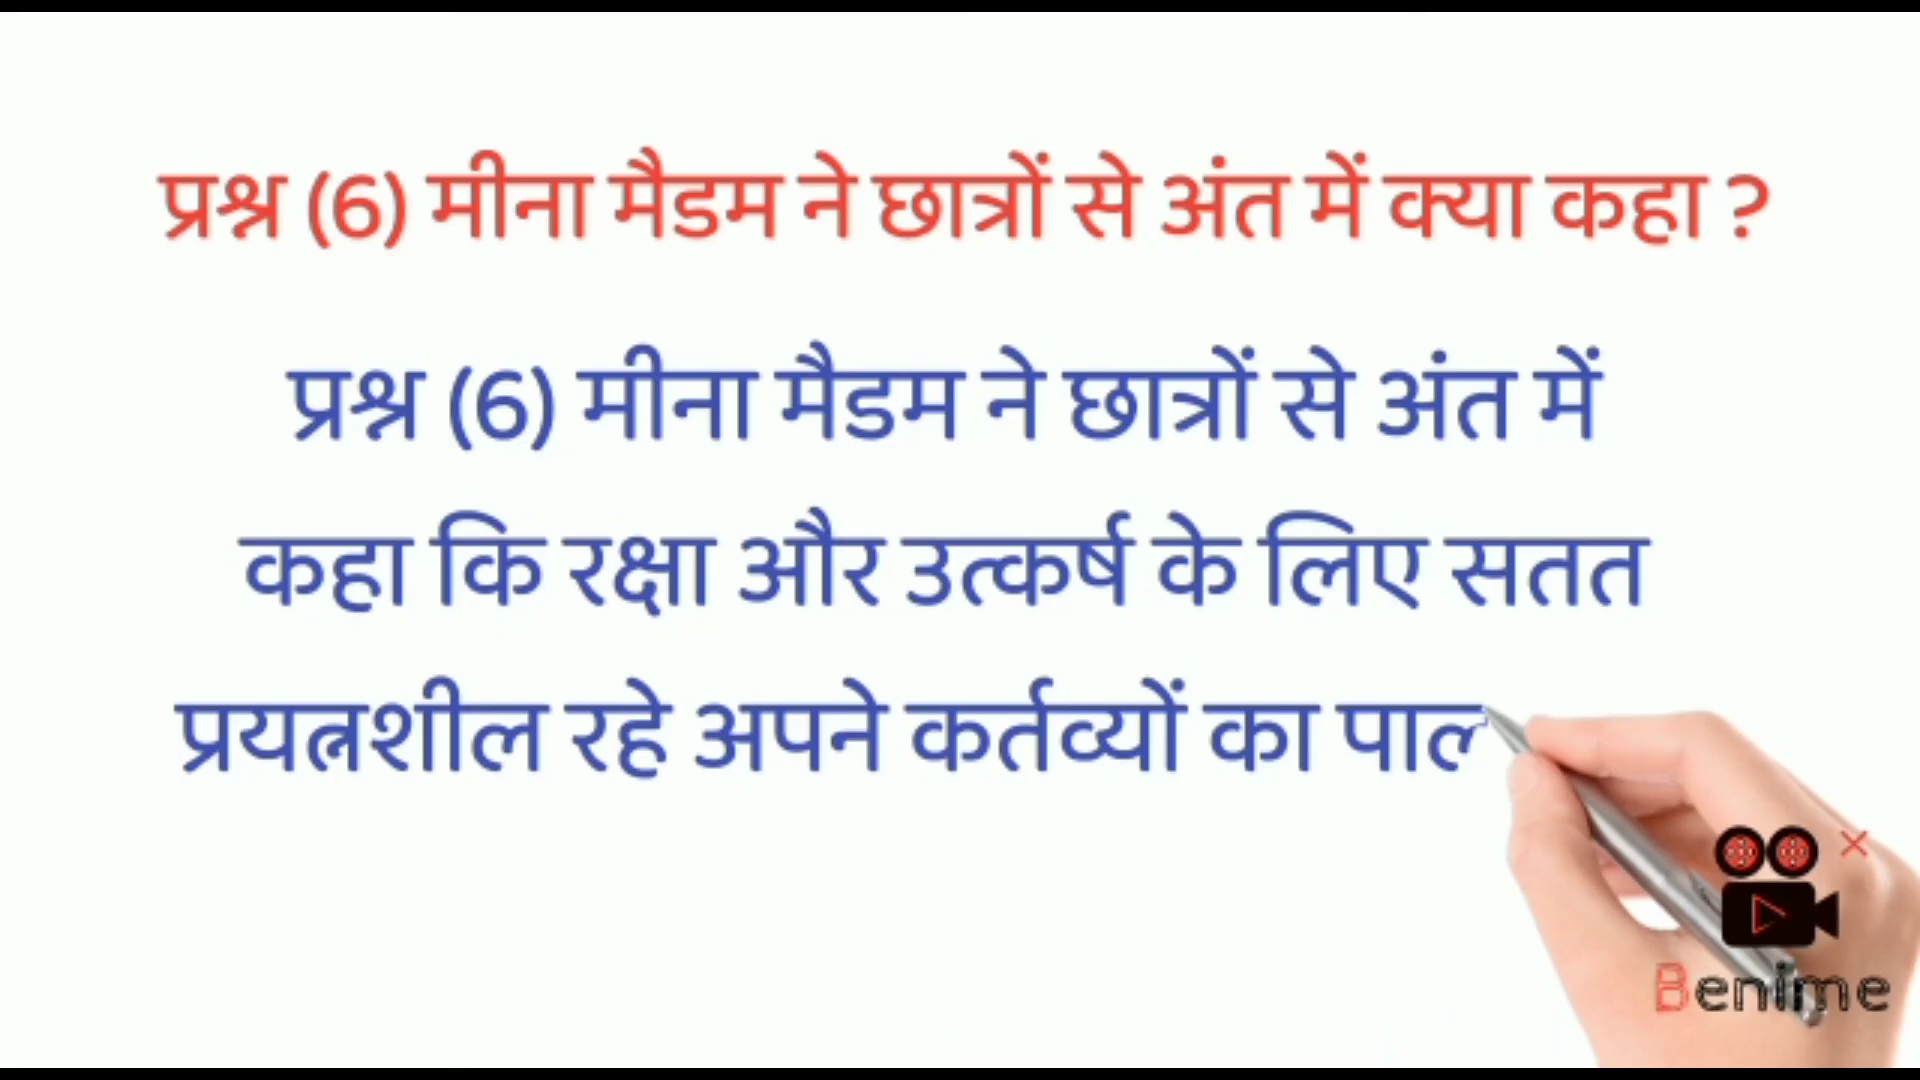 प्रश्न (6) मीना मैडम ने छात्रों से अंत में क्या कहा ?
प्रश्न (6) मीना मैडम ने छात्रों से अंत में
कहा कि रक्षा और उत्कर्ष के लिए सतत
प्रयत्नशील रहे अपने कर्तव्यों का पाल
Benime